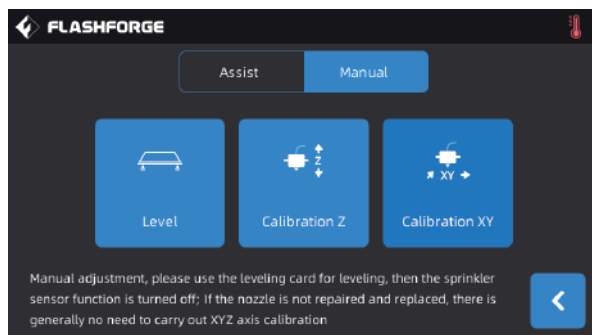 FLASHFORGE
Assist
Manual
Z
XY
Level
Calibration Z
Calibration XY
Manual adjustment, please use the leveling card for leveling, then the sprinkler
sensor function is turned off; If the nozzle is not repaired and replaced, there is
generally no need to carry out XYZ axis calibration